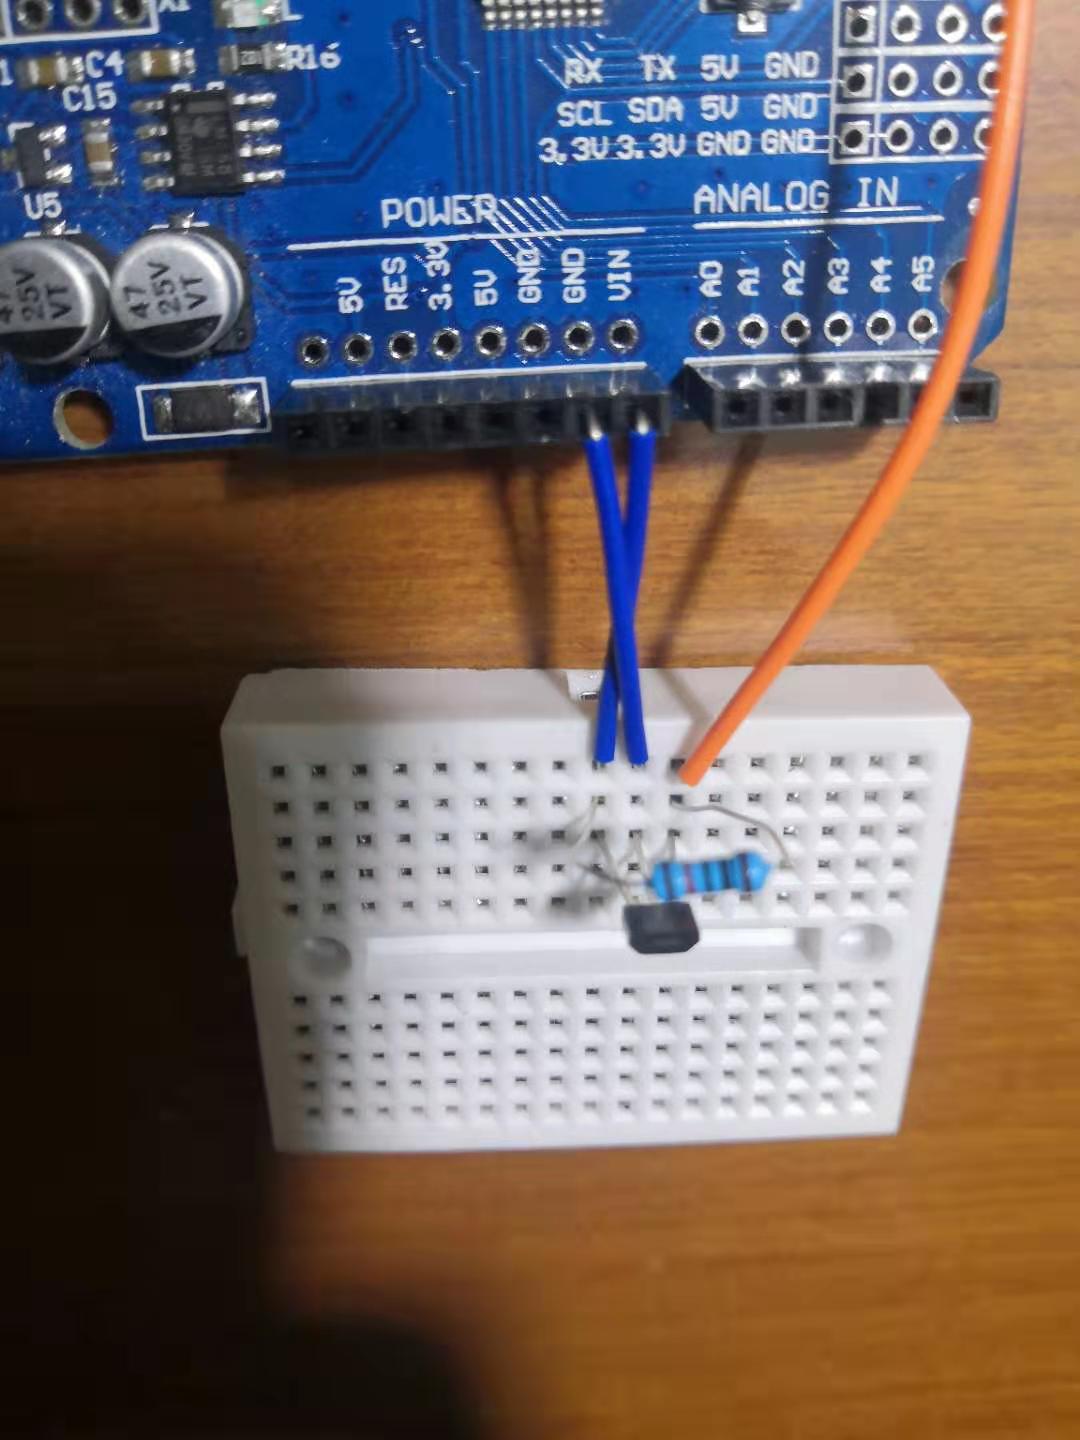 X1
L
C4
R16
C15
U5
RX TX 5V GND
SCL SDA 5V GND
3.3V 3.3V GND GND
POWER
ANALOG IN
5V RES 3.3V 5V GND GND VIN
A0 A1 A2 A3 A4 A5
47
25V
VT
47
25V
VT